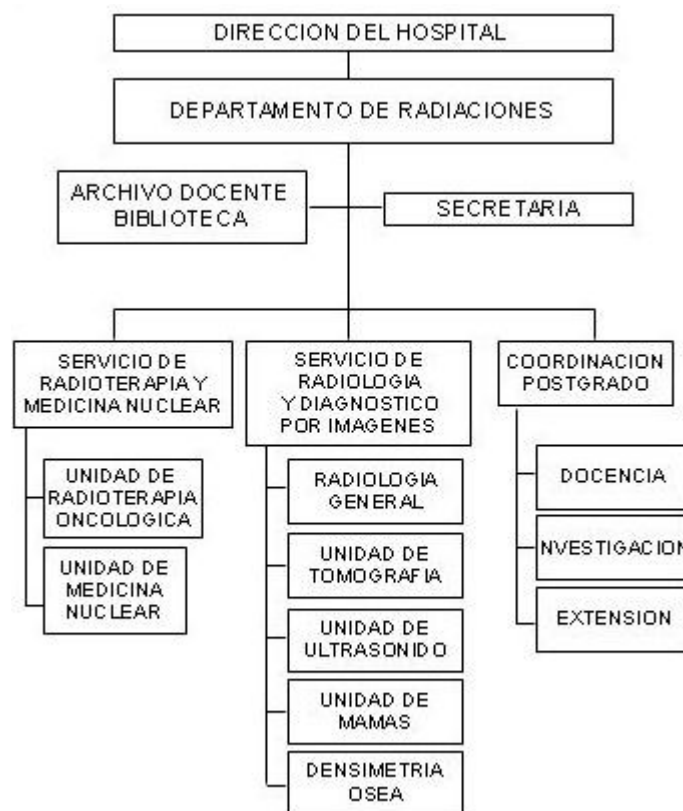 DIRECCION DEL HOSPITAL
DEPARTAMENTO DE RADIACIONES
ARCHIVO DOCENTE
BIBLIOTECA
SECRETARIA
SERVICIO DE
RADIOTERAPIA Y
MEDICINA NUCLEAR
UNIDAD DE
RADIOTERAPIA
ONCOLOGICA
UNIDAD DE
MEDICINA
NUCLEAR
SERVICIO DE
RADIOLOGIA
Y DIAGNOSTICO
POR IMAGENES
RADIOLOGIA
GENERAL
UNIDAD DE
TOMOGRAFIA
UNIDAD DE
ULTRASONIDO
UNIDAD DE
MAMAS
DENSIMETRIA
OSEA
COORDINACION
POSTGRADO
DOCENCIA
NVESTIGACION
EXTENSION